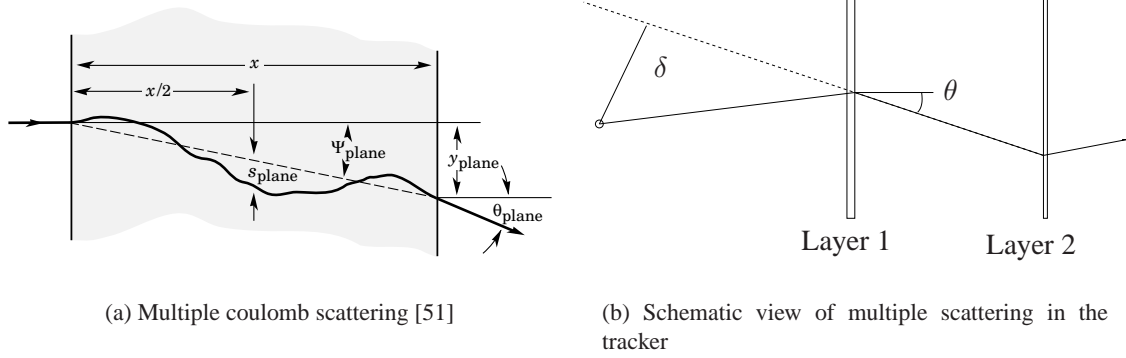 x
x/2
Ψplane
yplane
splane
θplane
(a) Multiple coulomb scattering [51]
δ
θ
Layer 1
Layer 2
(b) Schematic view of multiple scattering in the
tracker